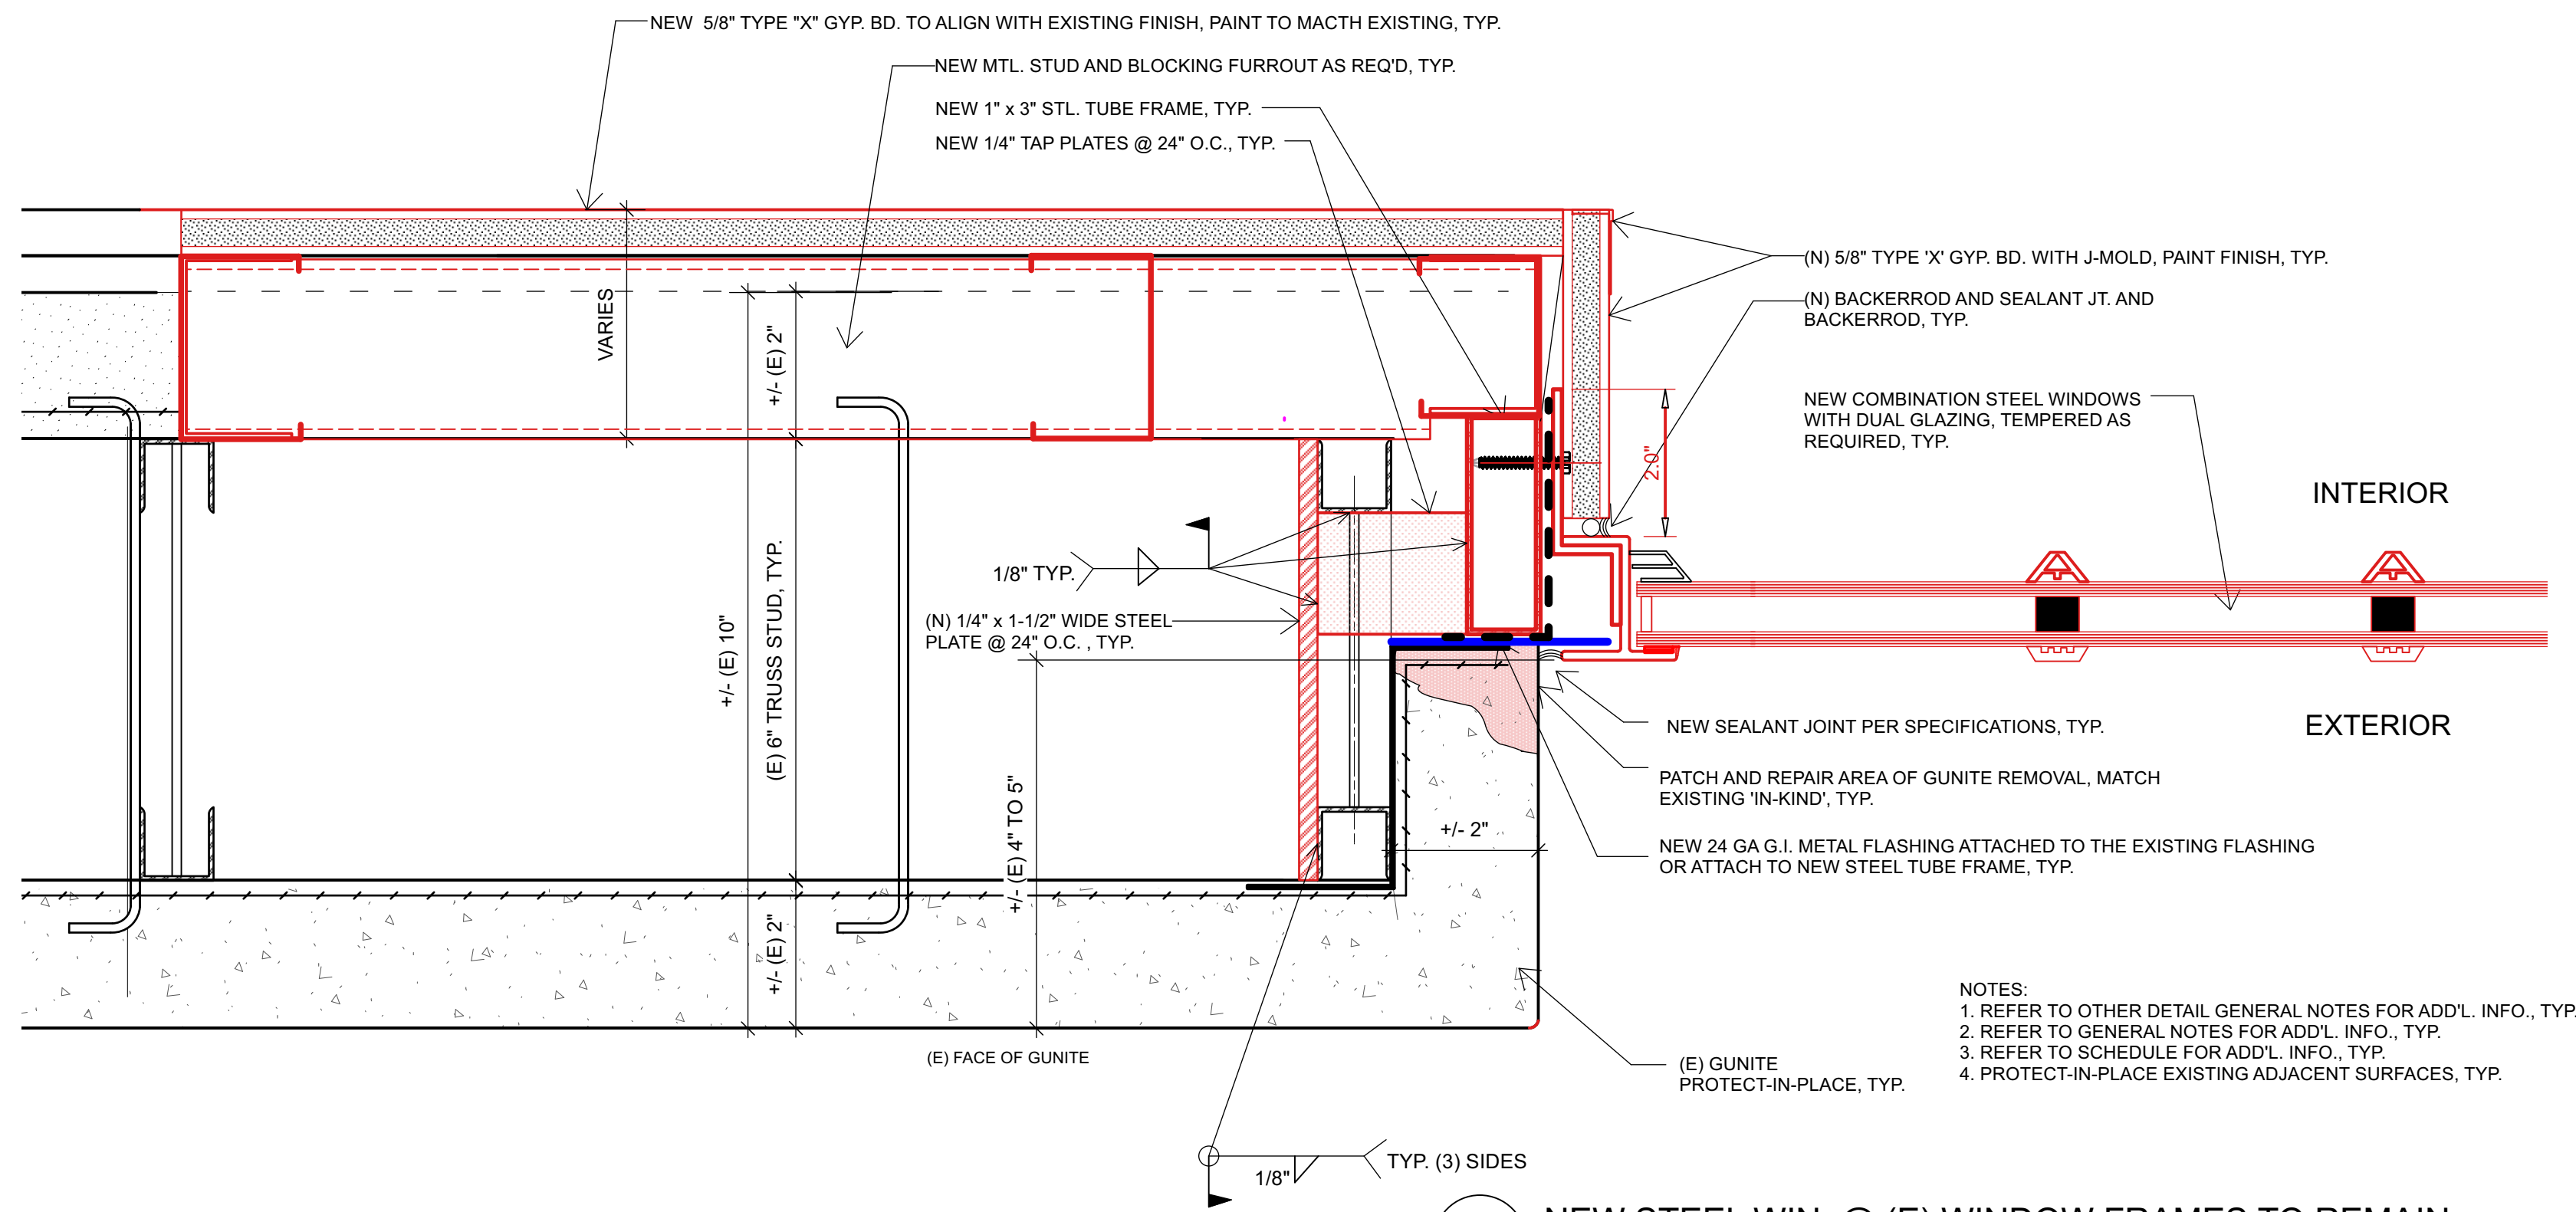 NEW  5/8" TYPE "X" GYP. BD. TO ALIGN WITH EXISTING FINISH, PAINT TO MACTH EXISTING, TYP.
NEW MTL. STUD AND BLOCKING FURROUT AS REQ'D, TYP.
NEW 1" x 3" STL. TUBE FRAME, TYP.
NEW 1/4" TAP PLATES @ 24" O.C., TYP.
(N) 5/8" TYPE 'X' GYP. BD. WITH J-MOLD, PAINT FINISH, TYP.
(N) BACKERROD AND SEALANT JT. AND
BACKERROD, TYP.
NEW COMBINATION STEEL WINDOWS
WITH DUAL GLAZING, TEMPERED AS
REQUIRED, TYP.
VARIES
+/- (E) 2"
2.0"
INTERIOR
1/8" TYP.
(N) 1/4" x 1-1/2" WIDE STEEL
PLATE @ 24" O.C. , TYP.
+/- (E) 10"
(E) 6" TRUSS STUD, TYP.
+/- (E) 4" TO 5"
+/- (E) 2"
+/- 2"
NEW SEALANT JOINT PER SPECIFICATIONS, TYP.
EXTERIOR
PATCH AND REPAIR AREA OF GUNITE REMOVAL, MATCH
EXISTING 'IN-KIND', TYP.
NEW 24 GA G.I. METAL FLASHING ATTACHED TO THE EXISTING FLASHING
OR ATTACH TO NEW STEEL TUBE FRAME, TYP.
(E) FACE OF GUNITE
(E) GUNITE
PROTECT-IN-PLACE, TYP.
NOTES:
1. REFER TO OTHER DETAIL GENERAL NOTES FOR ADD'L. INFO., TYP.
2. REFER TO GENERAL NOTES FOR ADD'L. INFO., TYP.
3. REFER TO SCHEDULE FOR ADD'L. INFO., TYP.
4. PROTECT-IN-PLACE EXISTING ADJACENT SURFACES, TYP.
1/8"
TYP. (3) SIDES
NEW STEEL WIN. @ (E) WINDOW FRAMES TO REMAIN